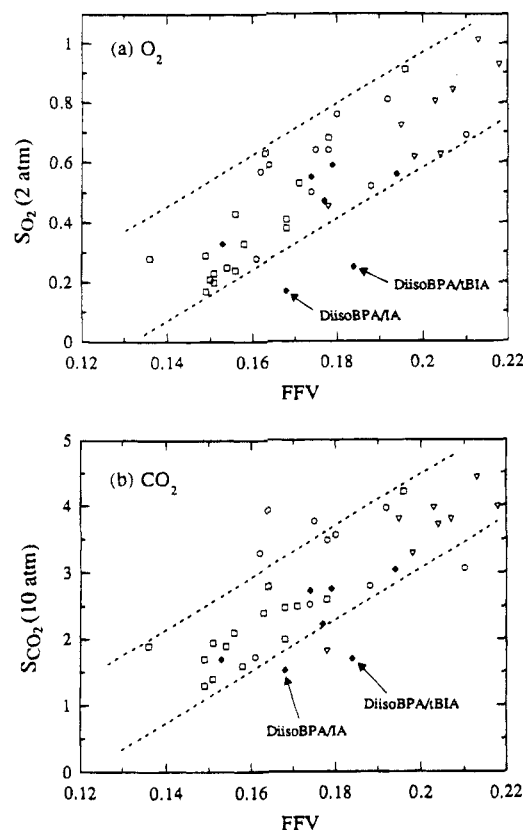 (a) O₂
S_O₂ (2 atm)
1
0.8
0.6
0.4
0.2
0
DiisoBPA/tBIA
DiisoBPA/IA
0.12 0.14 0.16 0.18 0.2 0.22
FFV
(b) CO₂
S_CO₂ (10 atm)
5
4
3
2
1
0
DiisoBPA/tBIA
DiisoBPA/IA
0.12 0.14 0.16 0.18 0.2 0.22
FFV